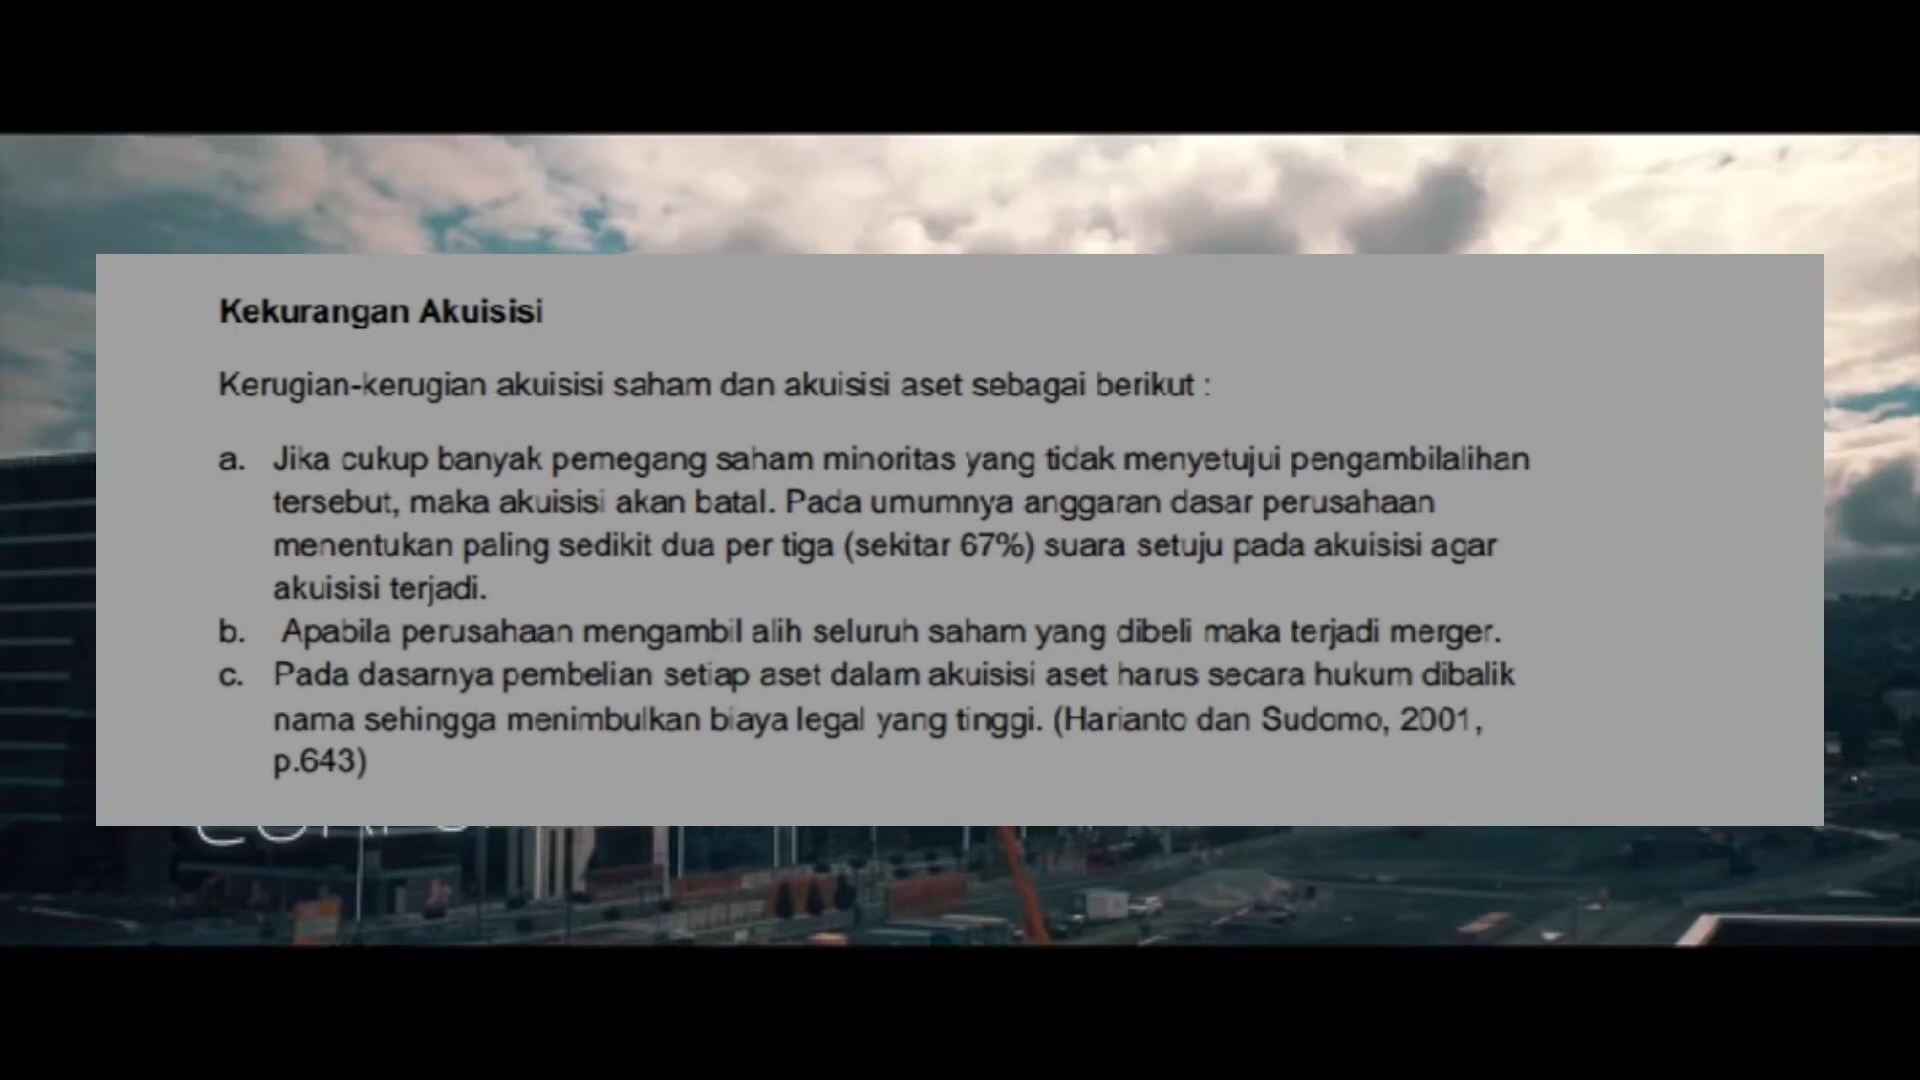 Kekurangan Akuisisi
Kerugian-kerugian akuisisi saham dan akuisisi aset sebagai berikut :
a. Jika cukup banyak pemegang saham minoritas yang tidak menyetujui pengambilalihan
tersebut, maka akuisisi akan batal. Pada umumnya anggaran dasar perusahaan
menentukan paling sedikit dua per tiga (sekitar 67%) suara setuju pada akuisisi agar
akuisisi terjadi.
b. Apabila perusahaan mengambil alih seluruh saham yang dibeli maka terjadi merger.
c. Pada dasarnya pembelian setiap aset dalam akuisisi aset harus secara hukum dibalik
nama sehingga menimbulkan biaya legal yang tinggi. (Harianto dan Sudomo, 2001,
p.643)